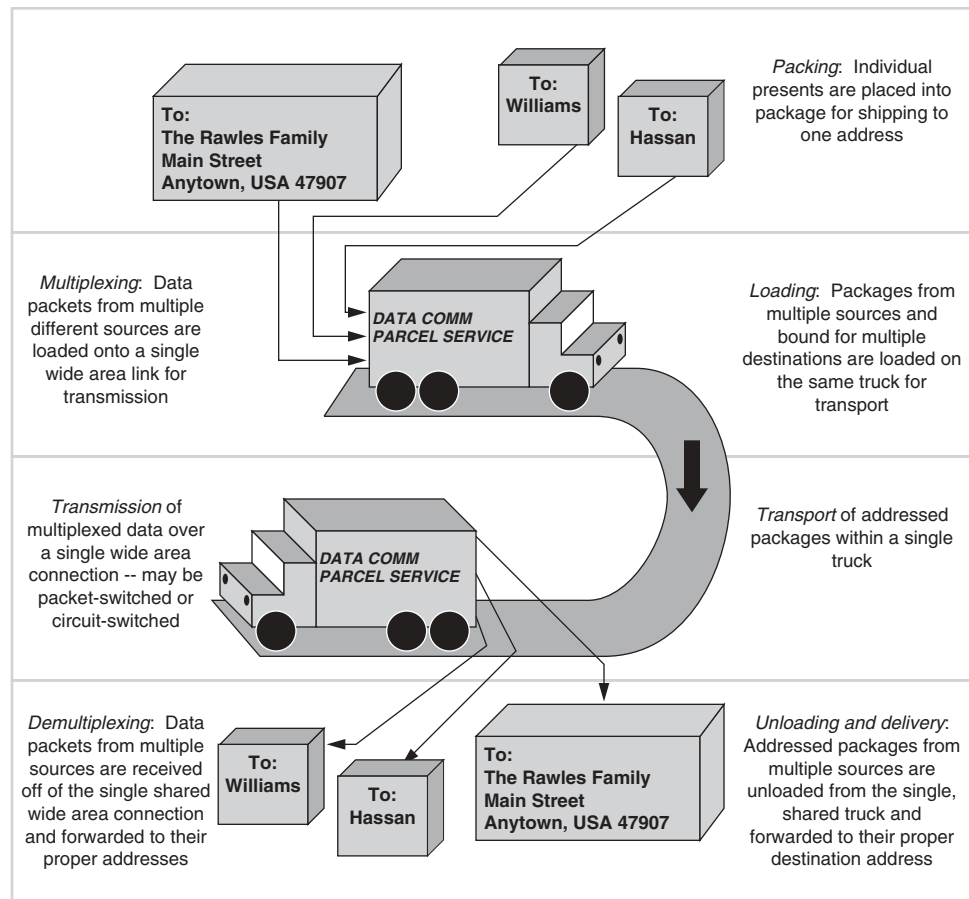 To:
The Rawles Family
Main Street
Anytown, USA 47907
To:
Williams
To:
Hassan
Packing: Individual
presents are placed into
package for shipping to
one address
Multiplexing: Data
packets from multiple
different sources are
loaded onto a single
wide area link for
transmission
DATA COMM
PARCEL SERVICE
Loading: Packages from
multiple sources and
bound for multiple
destinations are loaded on
the same truck for
transport
Transmission of
multiplexed data over
a single wide area
connection -- may be
packet-switched or
circuit-switched
DATA COMM
PARCEL SERVICE
Transport of addressed
packages within a single
truck
Demultiplexing: Data
packets from multiple
sources are received
off of the single shared
wide area connection
and forwarded to their
proper addresses
To:
Williams
To:
Hassan
To:
The Rawles Family
Main Street
Anytown, USA 47907
Unloading and delivery:
Addressed packages from
multiple sources are
unloaded from the single,
shared truck and
forwarded to their proper
destination address